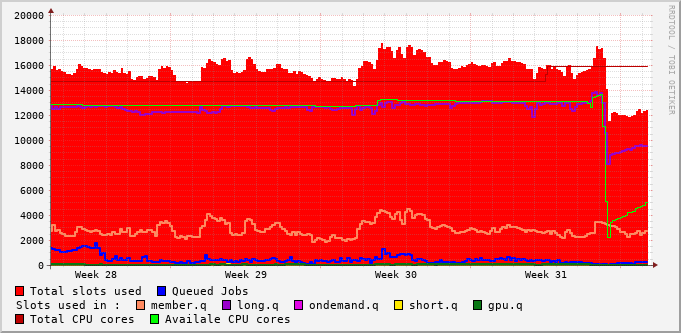 20000
18000
16000
14000
12000
10000
8000
6000
4000
2000
0
Week 28 Week 29 Week 30 Week 31
RRDTOOL / TOBI OETIKER
Total slots used Queued Jobs
Slots used in : member.q long.q ondemand.q short.q gpu.q
Total CPU cores Availale CPU cores